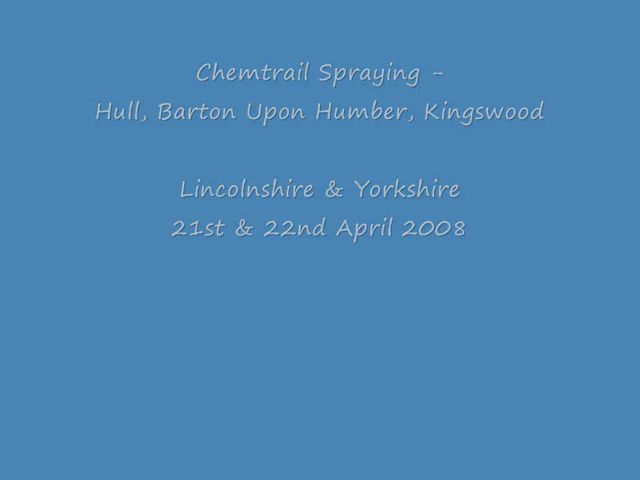 Chemtrail Spraying -
Hull, Barton Upon Humber, Kingswood
Lincolnshire & Yorkshire
21st & 22nd April 2008